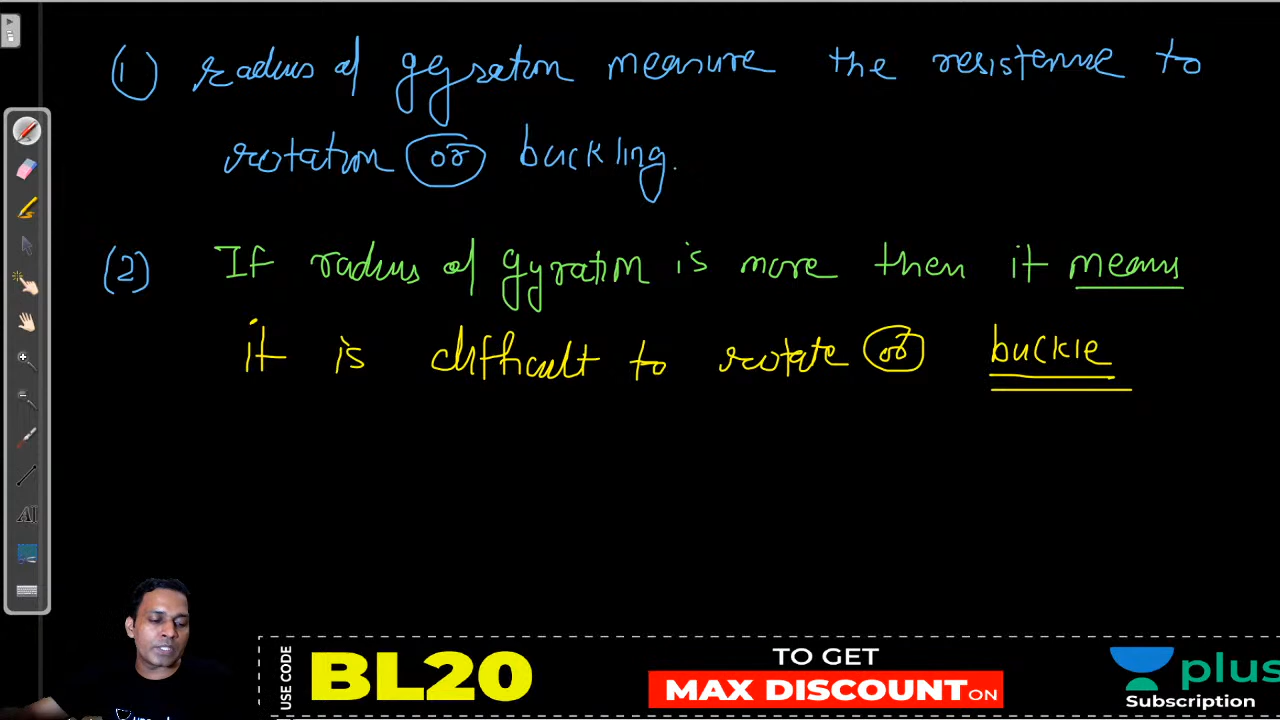 (1) radius of gyration measure the resistence to
rotation or buckling.
(2) If radius of gyration is more then it means
it is difficult to rotate or buckle
AI
USE CODE
BL20
TO GET
MAX DISCOUNT ON
plus
Subscription